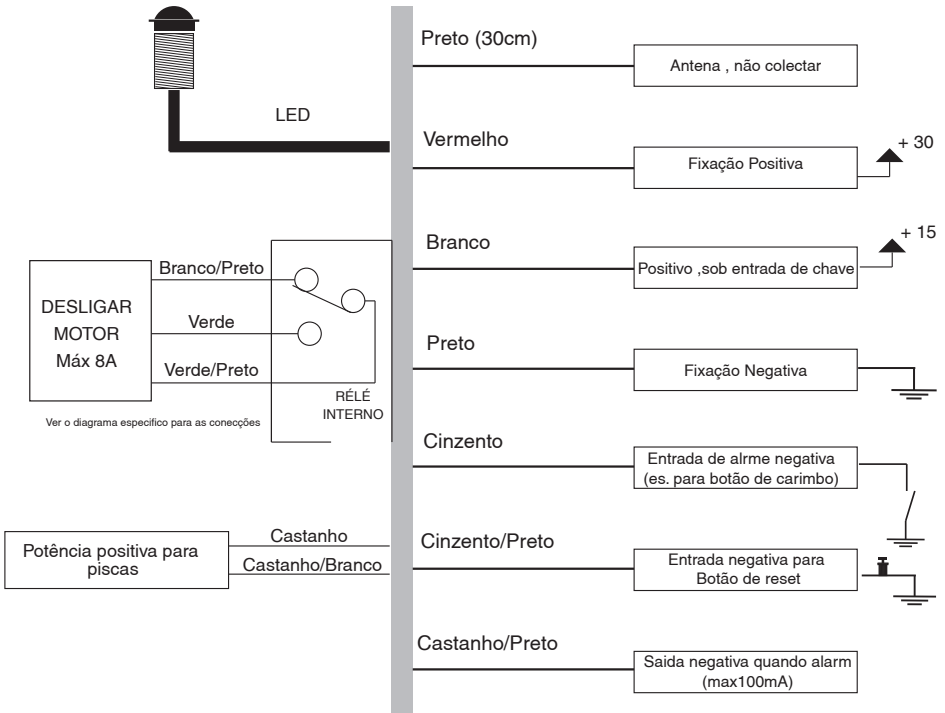 LED
Branco/Preto
DESLIGAR
MOTOR
Máx 8A
Verde
Verde/Preto
RÉLÉ
INTERNO
Ver o diagrama especifico para as conecções
Potência positiva para
piscas
Castanho
Castanho/Branco
Preto (30cm)
Antena , não colectar
Vermelho
Fixação Positiva
+ 30
Branco
Positivo ,sob entrada de chave
+ 15
Preto
Fixação Negativa
Cinzento
Entrada de alrme negativa
(es. para botão de carimbo)
Cinzento/Preto
Entrada negativa para
Botão de reset
Castanho/Preto
Saida negativa quando alarm
(max100mA)